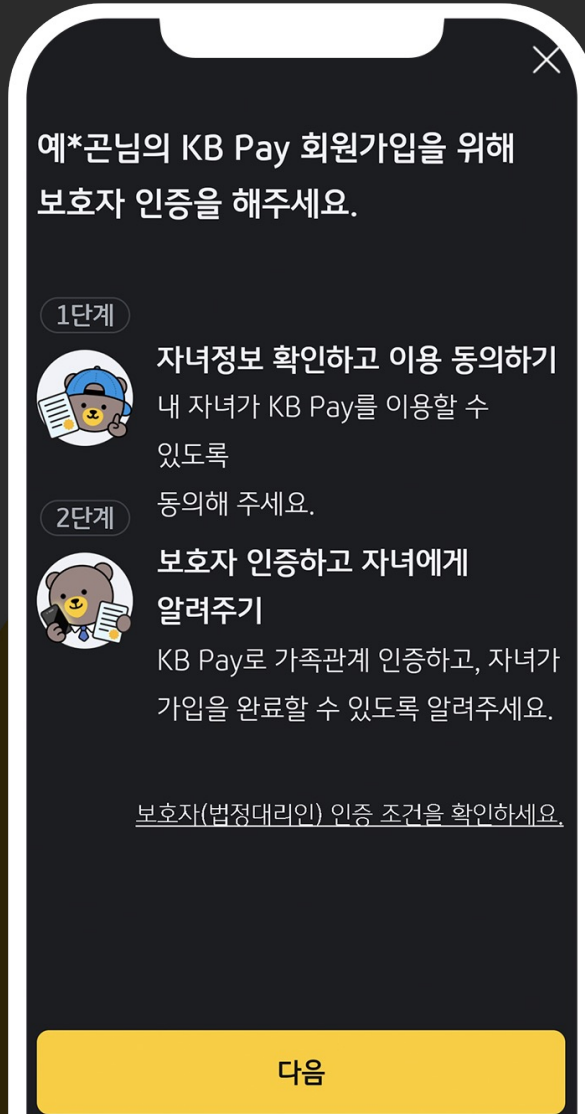 예*곤님의 KB Pay 회원가입을 위해
보호자 인증을 해주세요.
1단계
자녀정보 확인하고 이용 동의하기
내 자녀가 KB Pay를 이용할 수
있도록
동의해 주세요.
2단계
보호자 인증하고 자녀에게
알려주기
KB Pay로 가족관계 인증하고, 자녀가
가입을 완료할 수 있도록 알려주세요.
보호자(법정대리인) 인증 조건을 확인하세요.
다음